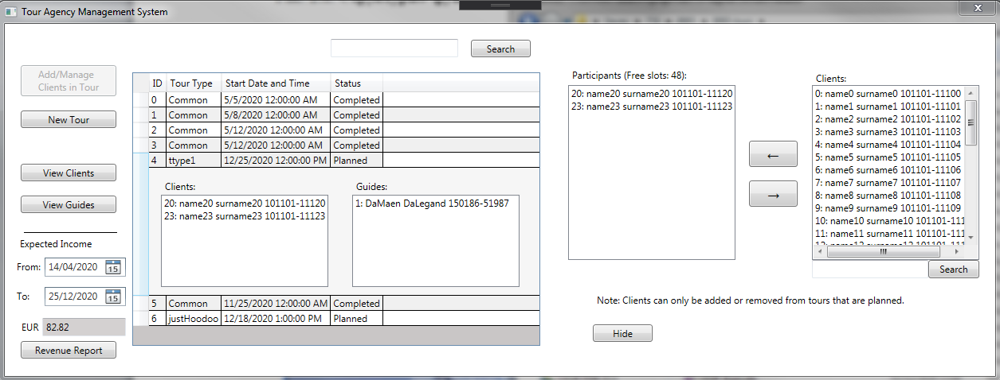 Tour Agency Management System
Search
Add/Manage
Clients in Tour
New Tour
View Clients
View Guides
Expected Income
From: 14/04/2020 15
To: 25/12/2020 15
EUR 82.82
Revenue Report
ID Tour Type Start Date and Time Status
0 Common 5/5/2020 12:00:00 AM Completed
1 Common 5/8/2020 12:00:00 AM Completed
2 Common 5/12/2020 12:00:00 AM Completed
3 Common 5/12/2020 12:00:00 AM Completed
4 ttype1 12/25/2020 12:00:00 PM Planned
Clients:
20: name20 surname20 101101-11120
23: name23 surname23 101101-11123
Guides:
1: DaMaen DaLegand 150186-51987
5 Common 11/25/2020 12:00:00 AM Completed
6 justHoodoo 12/18/2020 1:00:00 PM Planned
Participants (Free slots: 48):
20: name20 surname20 101101-11120
23: name23 surname23 101101-11123
←
→
Clients:
0: name0 surname0 101101-11100
1: name1 surname1 101101-11101
2: name2 surname2 101101-11102
3: name3 surname3 101101-11103
4: name4 surname4 101101-11104
5: name5 surname5 101101-11105
6: name6 surname6 101101-11106
7: name7 surname7 101101-11107
8: name8 surname8 101101-11108
9: name9 surname9 101101-11109
10: name10 surname10 101101-111
11: name11 surname11 101101-111
Search
Note: Clients can only be added or removed from tours that are planned.
Hide